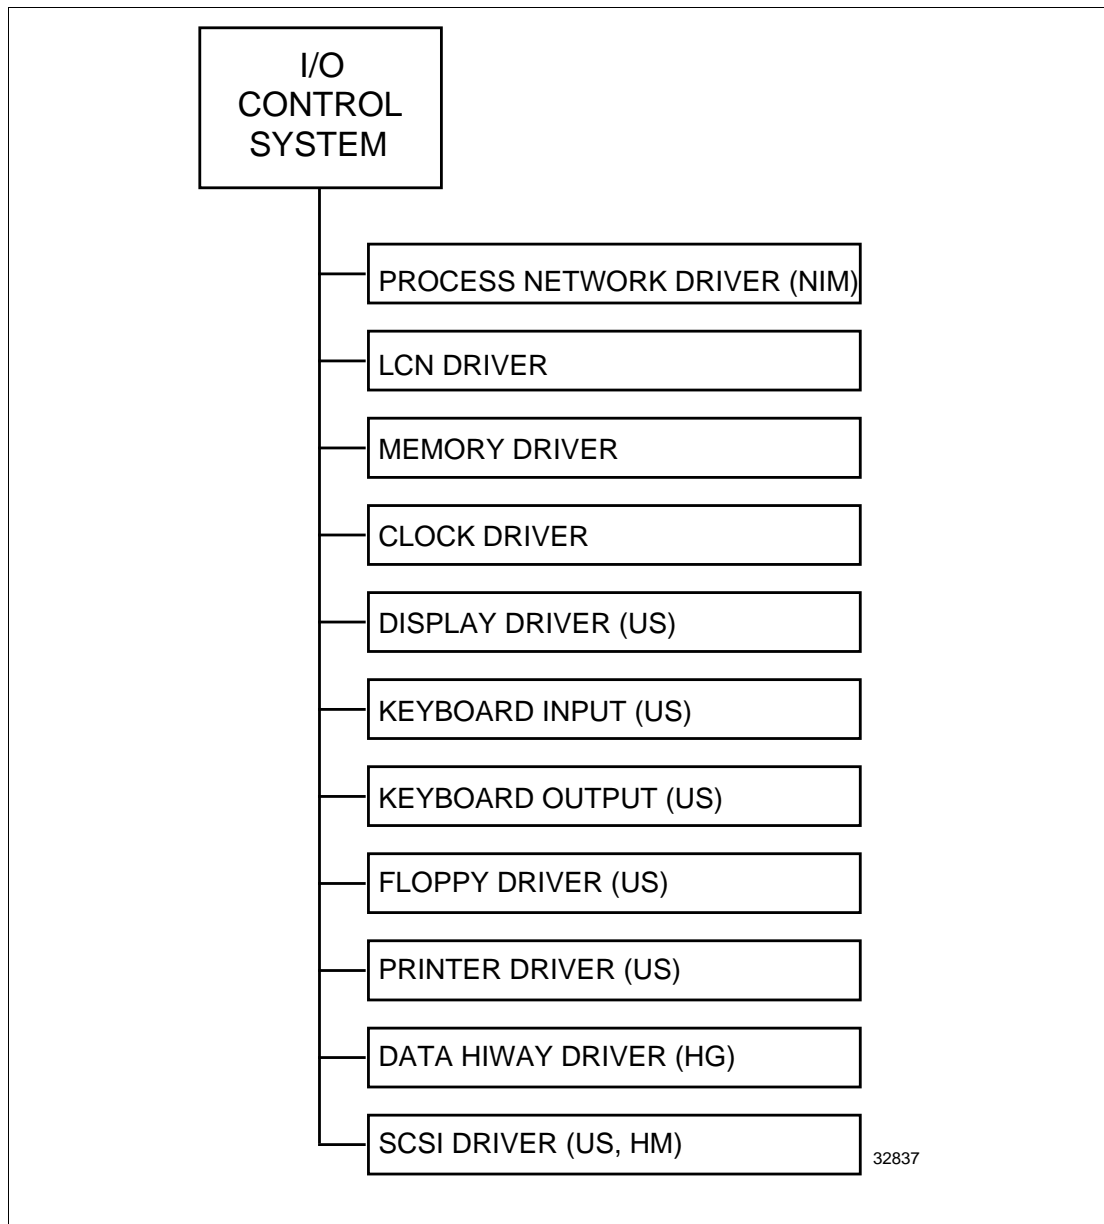 I/O
CONTROL
SYSTEM
PROCESS NETWORK DRIVER (NIM)
LCN DRIVER
MEMORY DRIVER
CLOCK DRIVER
DISPLAY DRIVER (US)
KEYBOARD INPUT (US)
KEYBOARD OUTPUT (US)
FLOPPY DRIVER (US)
PRINTER DRIVER (US)
DATA HIWAY DRIVER (HG)
SCSI DRIVER (US, HM)
32837